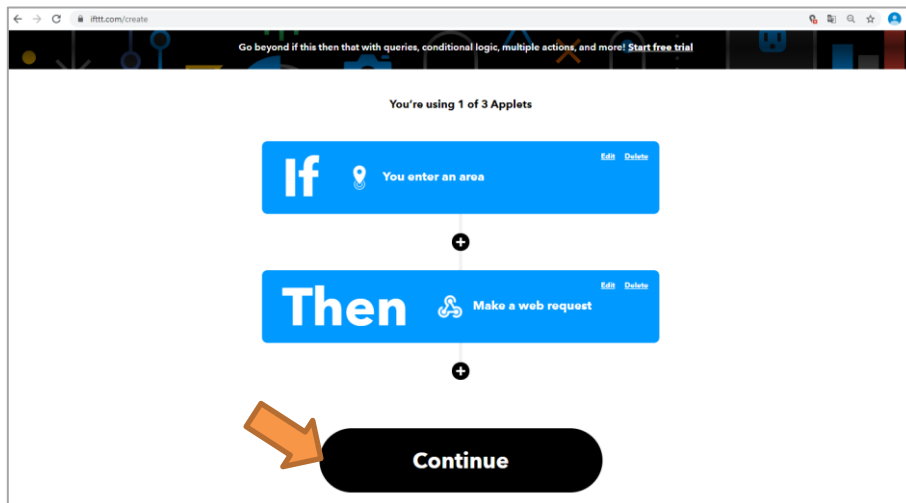 ifttt.com/create
Go beyond if this then that with queries, conditional logic, multiple actions, and more! Start free trial
You're using 1 of 3 Applets
If You enter an area Edit Delete
Then Make a web request Edit Delete
Continue